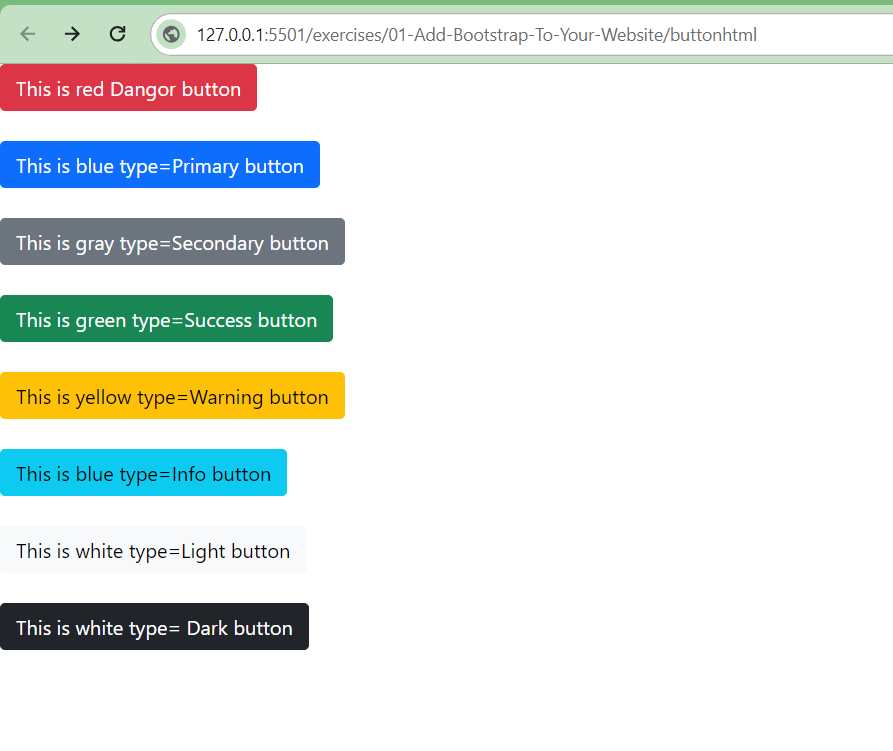 127.0.0.1:5501/exercises/01-Add-Bootstrap-To-Your-Website/buttonhtml
This is red Dangor button
This is blue type=Primary button
This is gray type=Secondary button
This is green type=Success button
This is yellow type=Warning button
This is blue type=Info button
This is white type=Light button
This is white type= Dark button